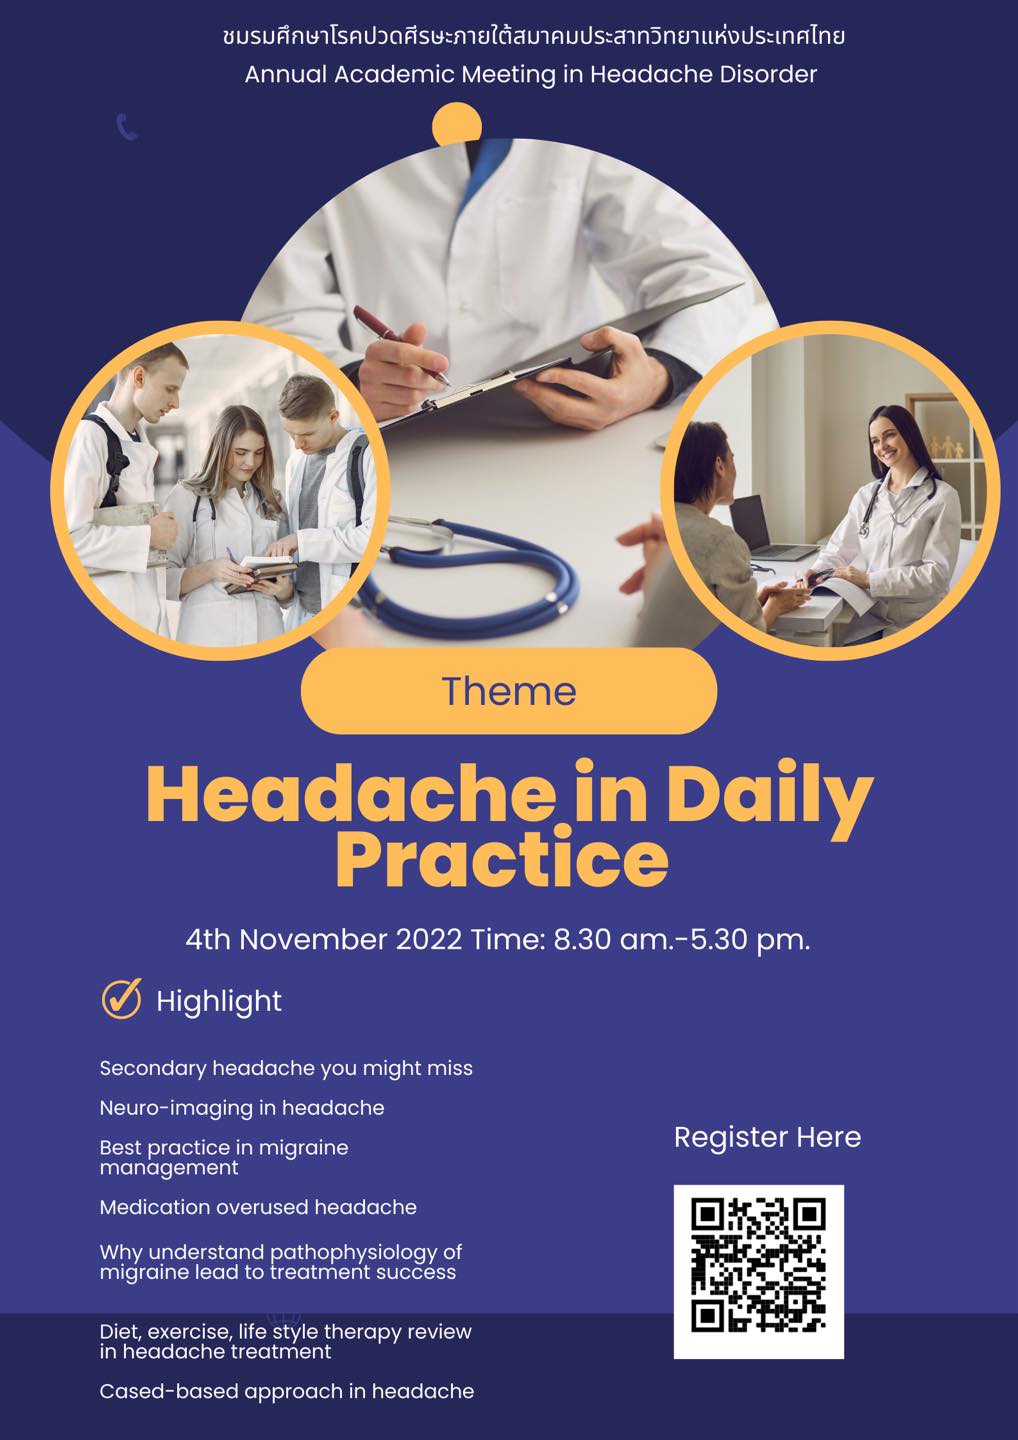 ชมรมศึกษาโรคปวดศีรษะภายใต้สมาคมประสาทวิทยาแห่งประเทศไทย
Annual Academic Meeting in Headache Disorder
Theme
Headache in Daily
Practice
4th November 2022 Time: 8.30 am.-5.30 pm.
Highlight
Secondary headache you might miss
Neuro-imaging in headache
Best practice in migraine
management
Medication overused headache
Why understand pathophysiology of
migraine lead to treatment success
Diet, exercise, life style therapy review
in headache treatment
Cased-based approach in headache
Register Here